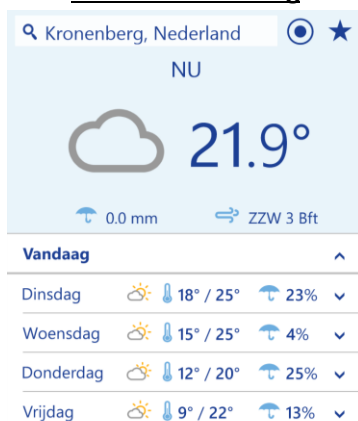 Kronenberg, Nederland
NU
21.9°
0.0 mm ZZW 3 Bft
Vandaag
Dinsdag 18° / 25° 23%
Woensdag 15° / 25° 4%
Donderdag 12° / 20° 25%
Vrijdag 9° / 22° 13%